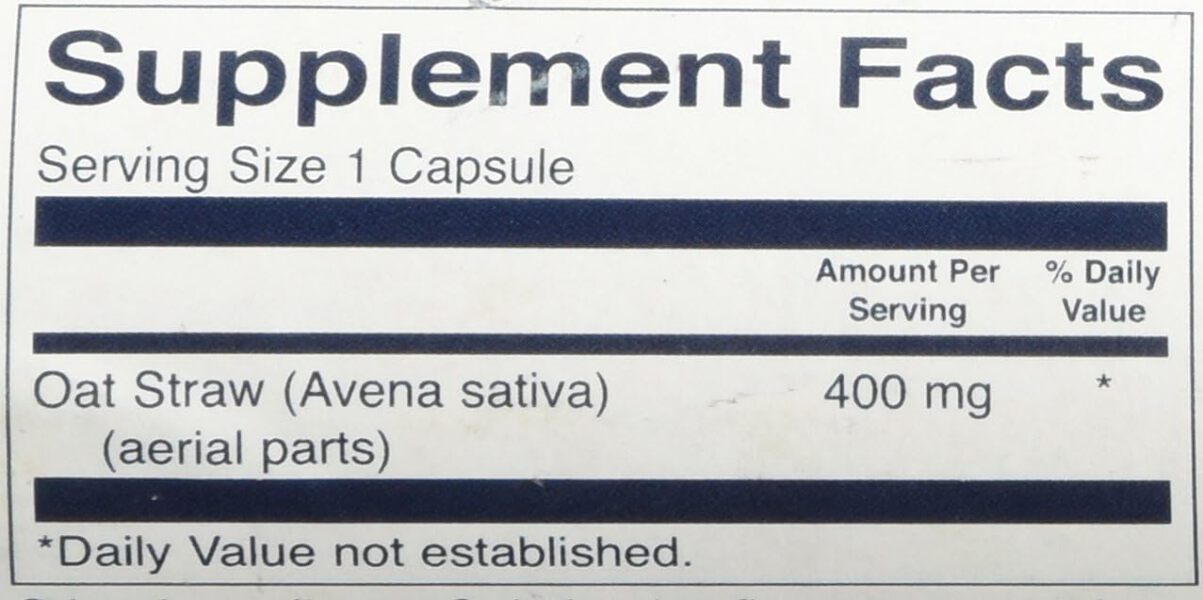 Supplement Facts
Serving Size 1 Capsule
Amount Per % Daily
Serving Value
Oat Straw (Avena sativa) 400 mg *
(aerial parts)
*Daily Value not established.